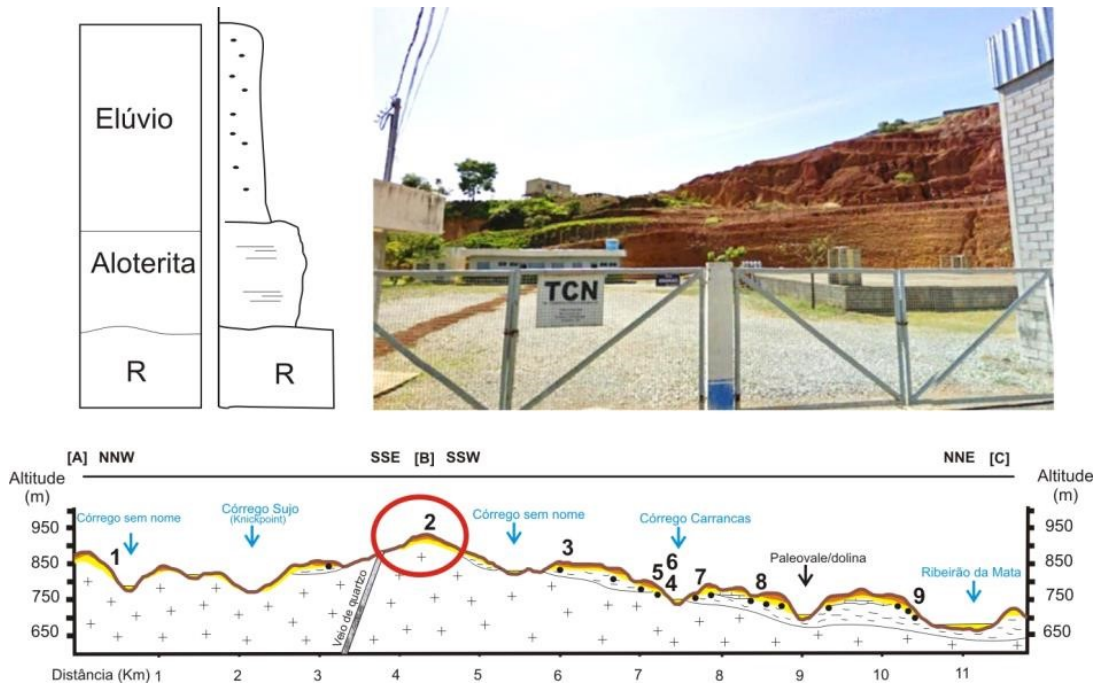 Elúvio
Aloterita
R
R
TCN
[A] NNW SSE [B] SSW NNE [C]
Altitude
(m)
Altitude
(m)
Córrego sem nome
Córrego Sujo
(Knickpoint)
Córrego sem nome
Córrego Carrancas
Paleovale/dolina
Ribeirão da Mata
950
850
750
650
950
850
750
650
1
2
3
5
6
4
7
8
9
Veio de quartzo
Distância (Km) 1 2 3 4 5 6 7 8 9 10 11